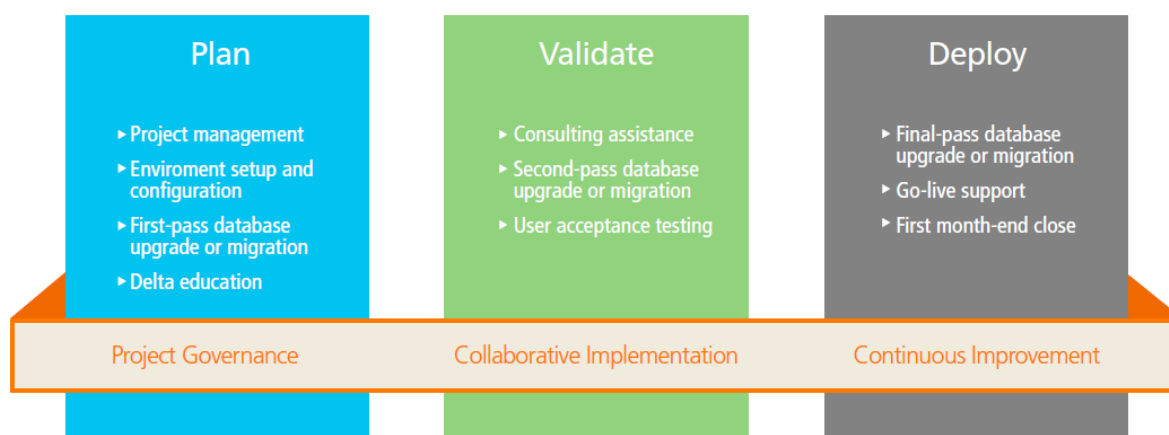 Plan
▸ Project management
▸ Enviroment setup and
configuration
▸ First-pass database
upgrade or migration
▸ Delta education
Validate
▸ Consulting assistance
▸ Second-pass database
upgrade or migration
▸ User acceptance testing
Deploy
▸ Final-pass database
upgrade or migration
▸ Go-live support
▸ First month-end close
Project Governance
Collaborative Implementation
Continuous Improvement